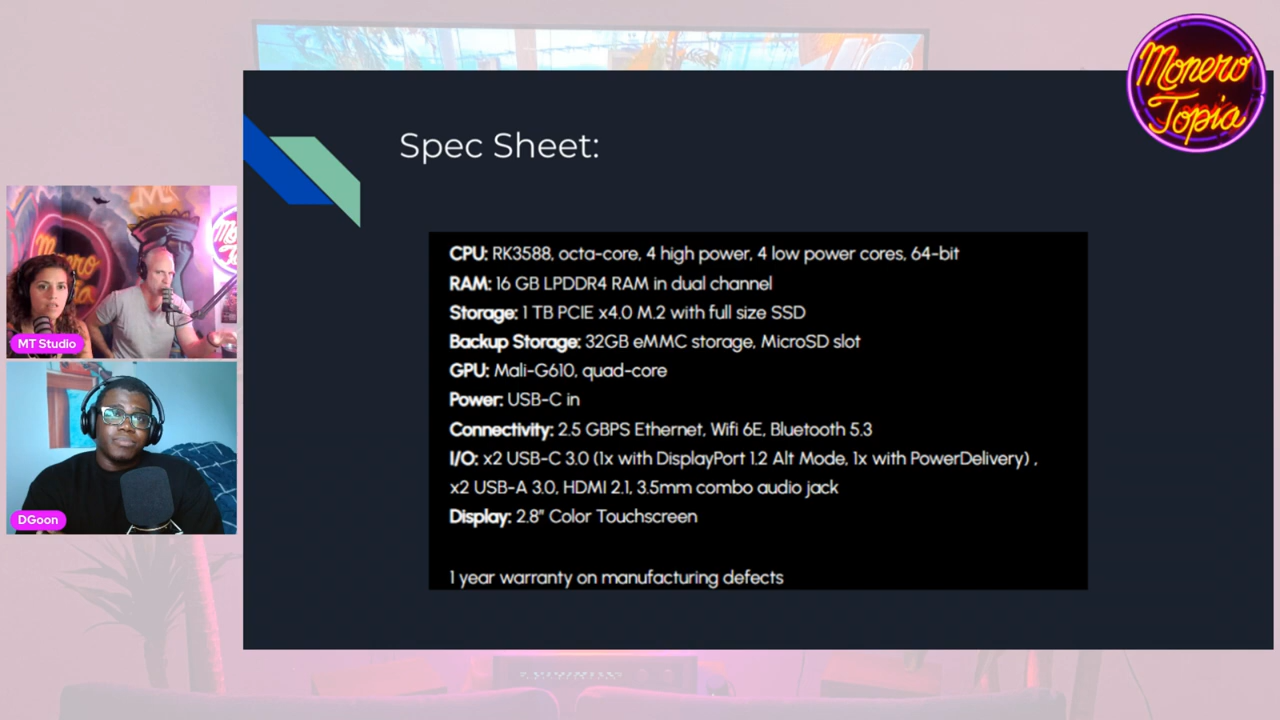 Monero
Topia
Spec Sheet:
CPU: RK3588, octa-core, 4 high power, 4 low power cores, 64-bit
RAM: 16 GB LPDDR4 RAM in dual channel
Storage: 1 TB PCIE x4.0 M.2 with full size SSD
Backup Storage: 32GB eMMC storage, MicroSD slot
GPU: Mali-G610, quad-core
Power: USB-C in
Connectivity: 2.5 GBPS Ethernet, Wifi 6E, Bluetooth 5.3
I/O: x2 USB-C 3.0 (1x with DisplayPort 1.2 Alt Mode, 1x with PowerDelivery) ,
x2 USB-A 3.0, HDMI 2.1, 3.5mm combo audio jack
Display: 2.8" Color Touchscreen
1 year warranty on manufacturing defects
MT Studio
DGoon